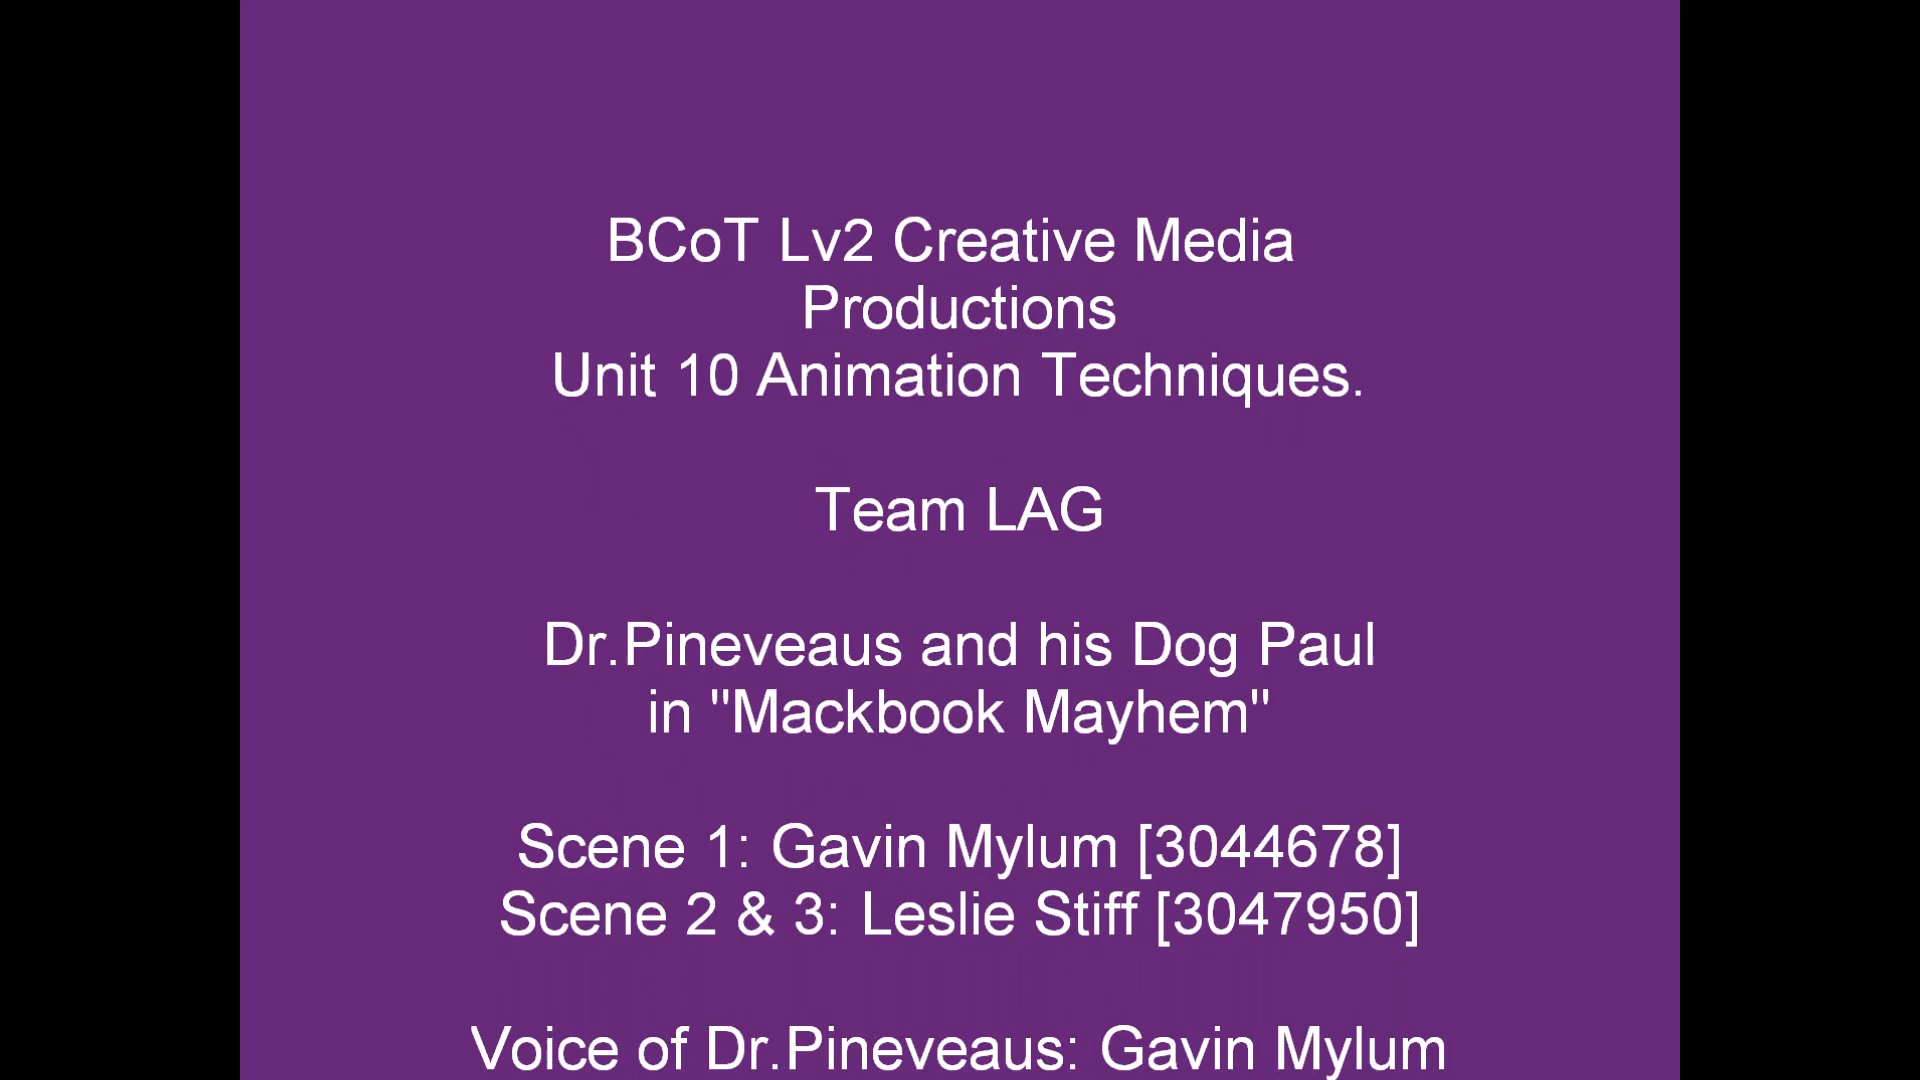 BCoT Lv2 Creative Media
Productions
Unit 10 Animation Techniques.
Team LAG
Dr.Pineveaus and his Dog Paul
in "Mackbook Mayhem"
Scene 1: Gavin Mylum [3044678]
Scene 2 & 3: Leslie Stiff [3047950]
Voice of Dr.Pineveaus: Gavin Mylum